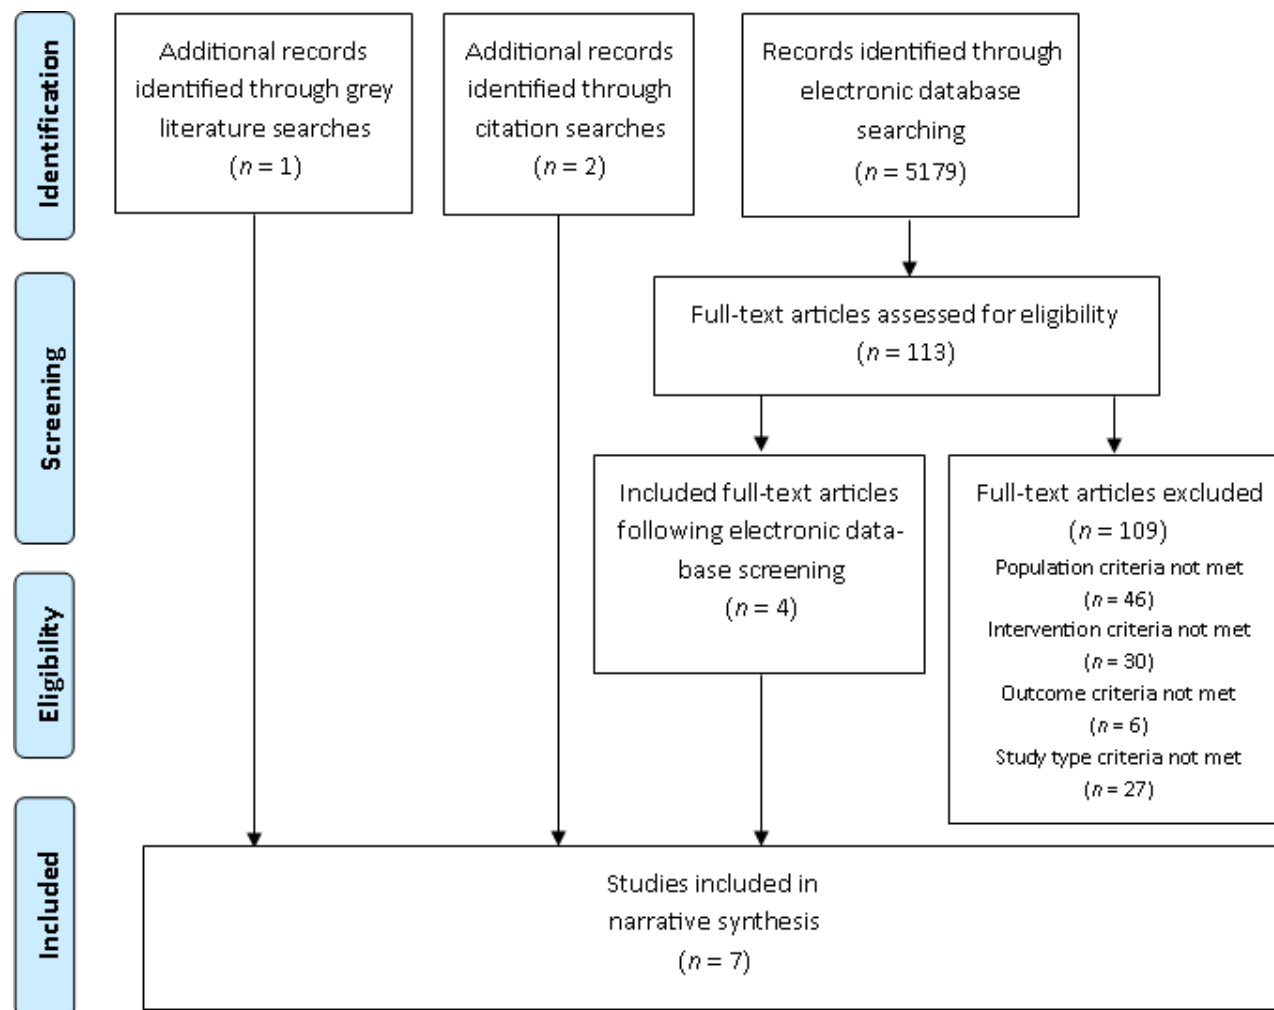 Identification
Additional records
identified through grey
literature searches
(n = 1)
Additional records
identified through
citation searches
(n = 2)
Records identified through
electronic database
searching
(n = 5179)
Screening
Full-text articles assessed for eligibility
(n = 113)
Included full-text articles
following electronic data-
base screening
(n = 4)
Full-text articles excluded
(n = 109)
Population criteria not met
(n = 46)
Intervention criteria not met
(n = 30)
Outcome criteria not met
(n = 6)
Study type criteria not met
(n = 27)
Eligibility
Included
Studies included in
narrative synthesis
(n = 7)